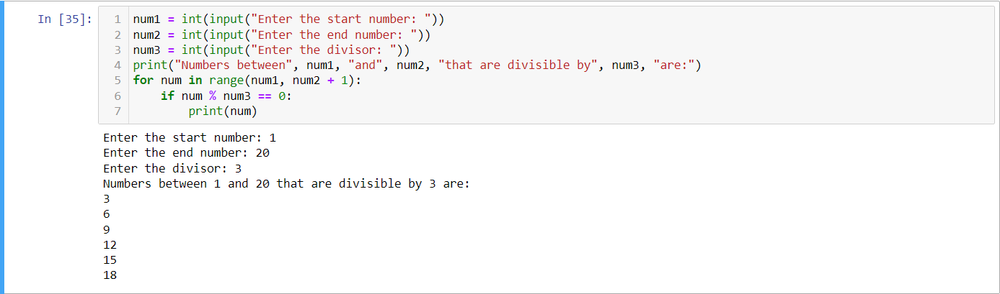 In [35]:
1 num1 = int(input("Enter the start number: "))
2 num2 = int(input("Enter the end number: "))
3 num3 = int(input("Enter the divisor: "))
4 print("Numbers between", num1, "and", num2, "that are divisible by", num3, "are:")
5 for num in range(num1, num2 + 1):
6     if num % num3 == 0:
7         print(num)
Enter the start number: 1
Enter the end number: 20
Enter the divisor: 3
Numbers between 1 and 20 that are divisible by 3 are:
3
6
9
12
15
18